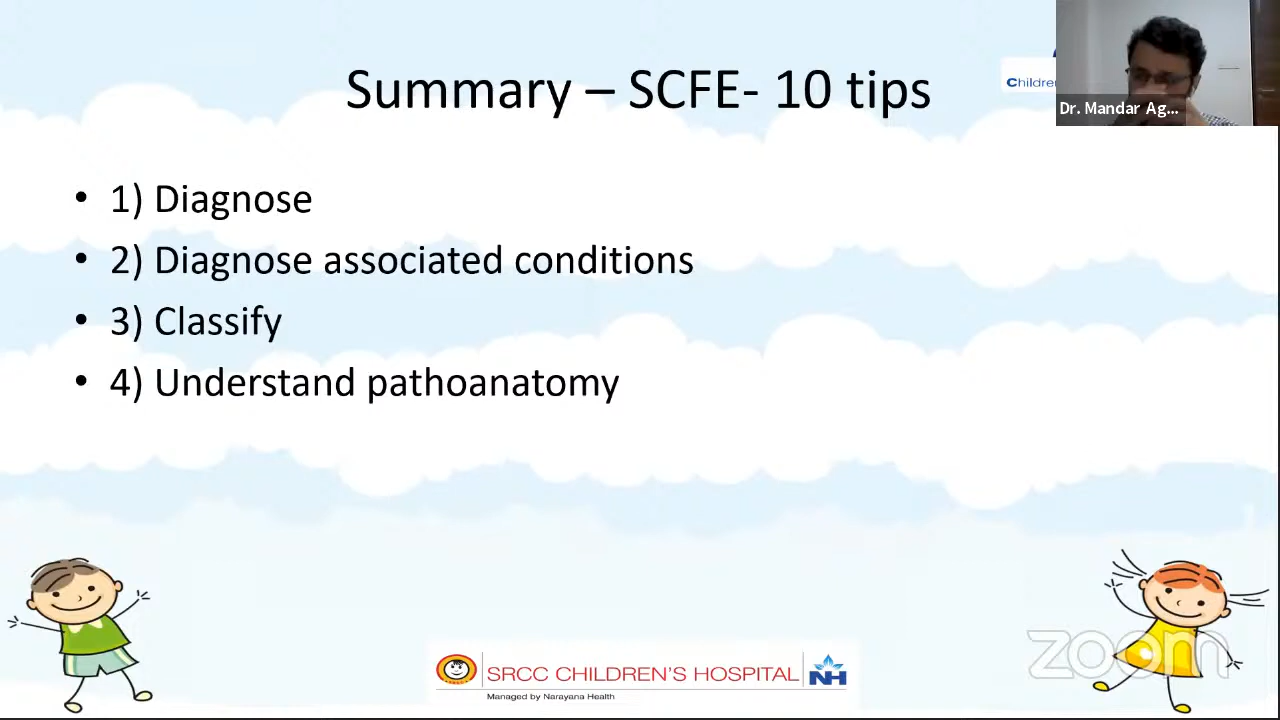 Summary – SCFE- 10 tips
Dr. Mandar Ag...
• 1) Diagnose
• 2) Diagnose associated conditions
• 3) Classify
• 4) Understand pathoanatomy
zoom
SRCC CHILDREN'S HOSPITAL
NH
Managed by Narayana Health